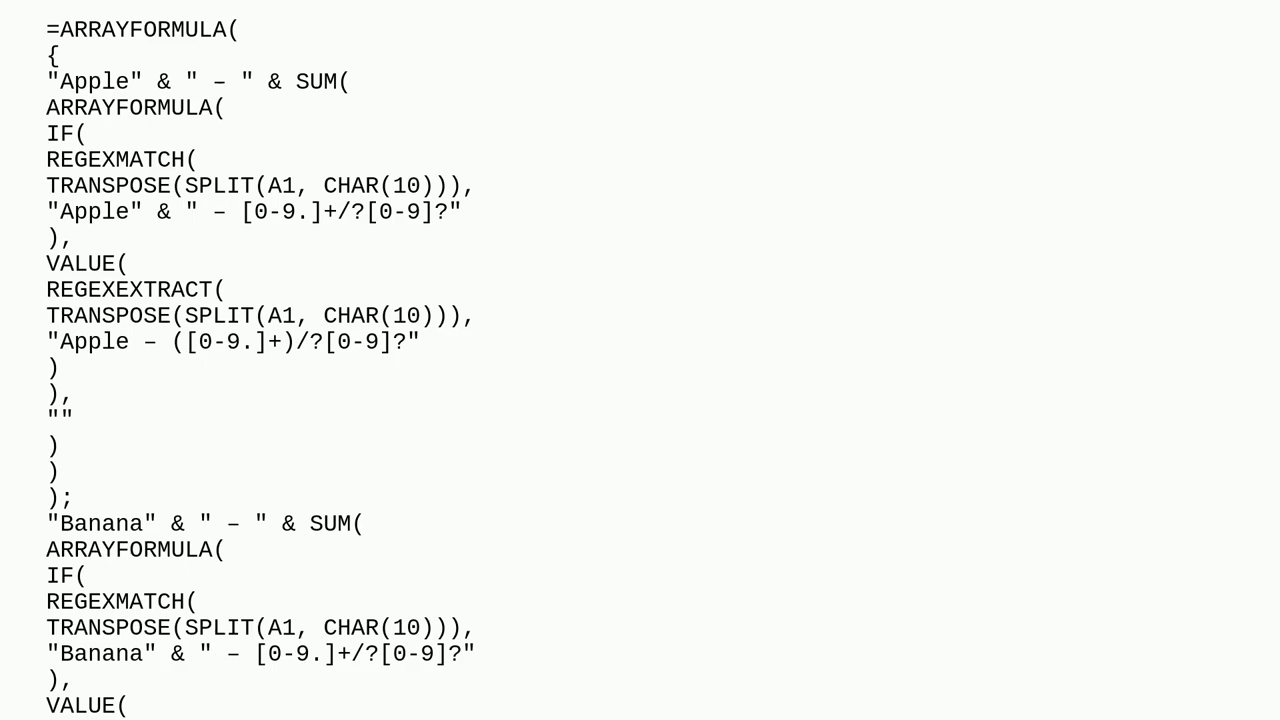 =ARRAYFORMULA(
{
"Apple" & " – " & SUM(
ARRAYFORMULA(
IF(
REGEXMATCH(
TRANSPOSE(SPLIT(A1, CHAR(10))),
"Apple" & " – [0-9.]+/?[0-9]?"
),
VALUE(
REGEXEXTRACT(
TRANSPOSE(SPLIT(A1, CHAR(10))),
"Apple – ([0-9.]+)/?[0-9]?"
)
),
""
)
)
);
"Banana" & " – " & SUM(
ARRAYFORMULA(
IF(
REGEXMATCH(
TRANSPOSE(SPLIT(A1, CHAR(10))),
"Banana" & " – [0-9.]+/?[0-9]?"
),
VALUE(